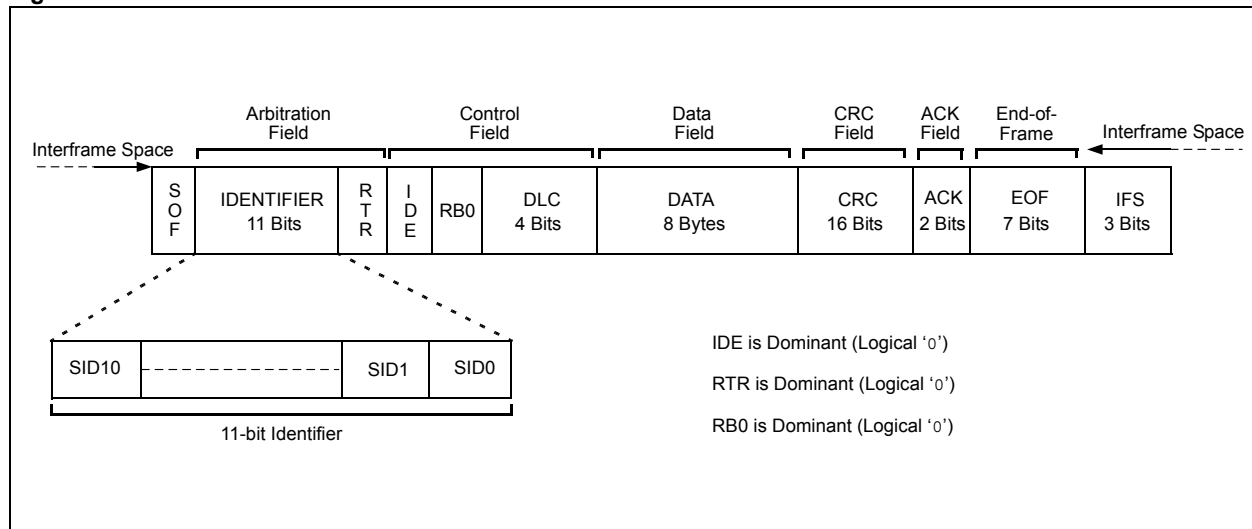 Arbitration
Field
Control
Field
Data
Field
CRC
Field
ACK
Field
End-of-
Frame
Interframe Space
Interframe Space
SOF
IDENTIFIER
11 Bits
RTR
IDE
RB0
DLC
4 Bits
DATA
8 Bytes
CRC
16 Bits
ACK
2 Bits
EOF
7 Bits
IFS
3 Bits
SID10
SID1
SID0
11-bit Identifier
IDE is Dominant (Logical ‘0’)
RTR is Dominant (Logical ‘0’)
RB0 is Dominant (Logical ‘0’)